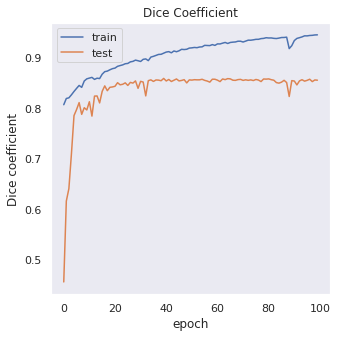 Dice Coefficient
train
test
Dice coefficient
0.9
0.8
0.7
0.6
0.5
0 20 40 60 80 100
epoch